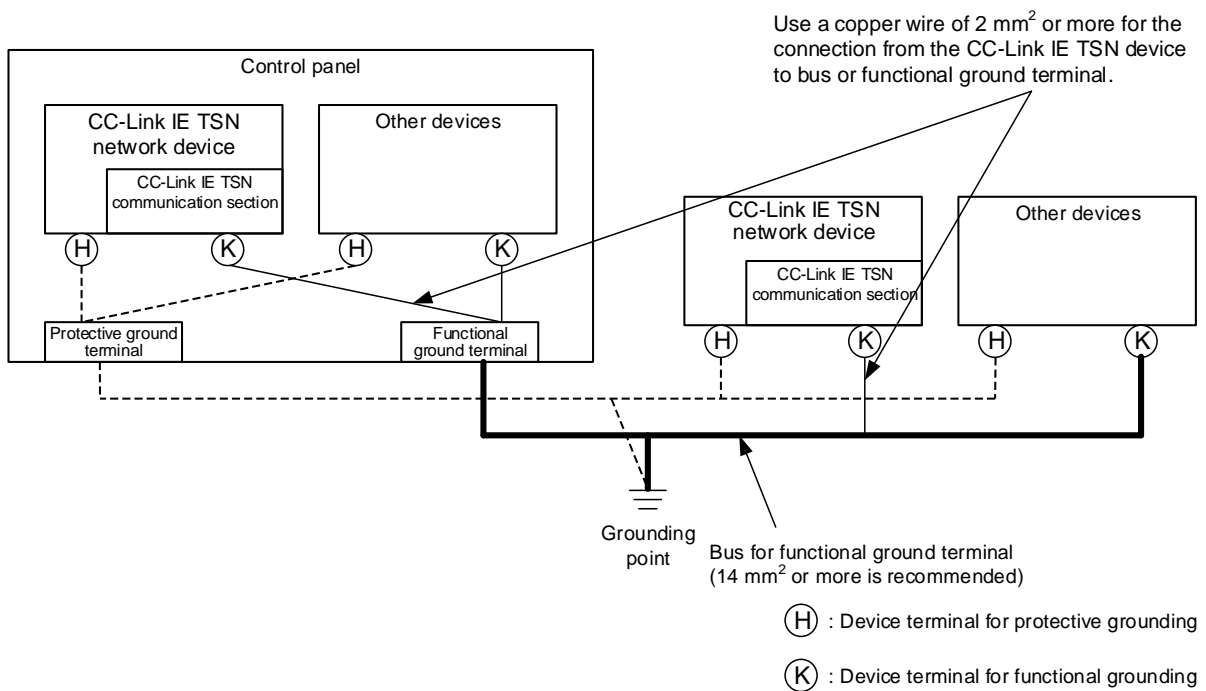 Use a copper wire of 2 mm² or more for the
connection from the CC-Link IE TSN device
to bus or functional ground terminal.
Control panel
CC-Link IE TSN
network device
CC-Link IE TSN
communication section
Other devices
H
K
H
K
Protective ground
terminal
Functional
ground terminal
CC-Link IE TSN
network device
CC-Link IE TSN
communication section
Other devices
H
K
H
K
Grounding
point
Bus for functional ground terminal
(14 mm² or more is recommended)
H : Device terminal for protective grounding
K : Device terminal for functional grounding